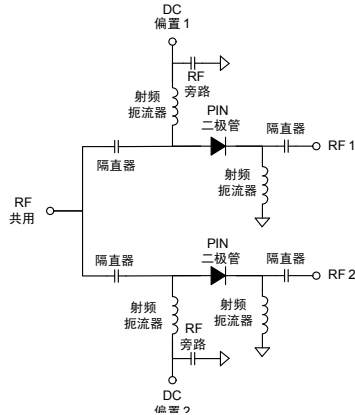 DC
偏置 1
RF
旁路
射频
扼流器
PIN
二极管
隔直器
RF 1
隔直器
射频
扼流器
RF
共用
PIN
二极管
隔直器
隔直器
RF 2
射频
扼流器
射频
扼流器
RF
旁路
DC
偏置 2